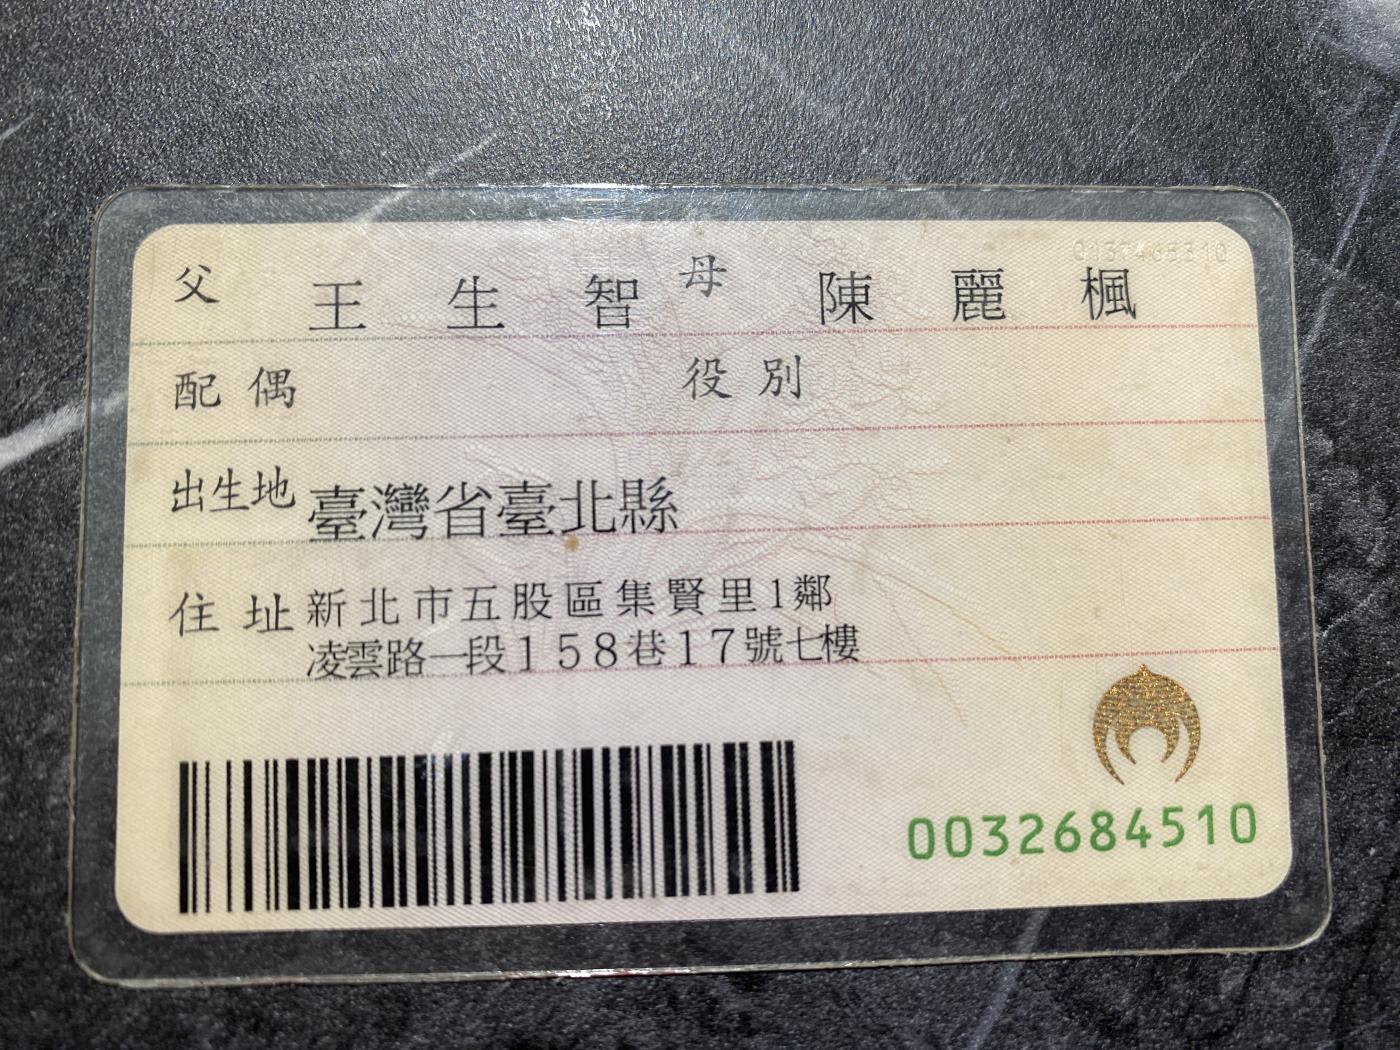 父 王生智 母 陳麗楓
配偶 役別
出生地 臺灣省臺北縣
住址 新北市五股區集賢里1鄰
凌雲路一段158巷17號七樓
0032684510